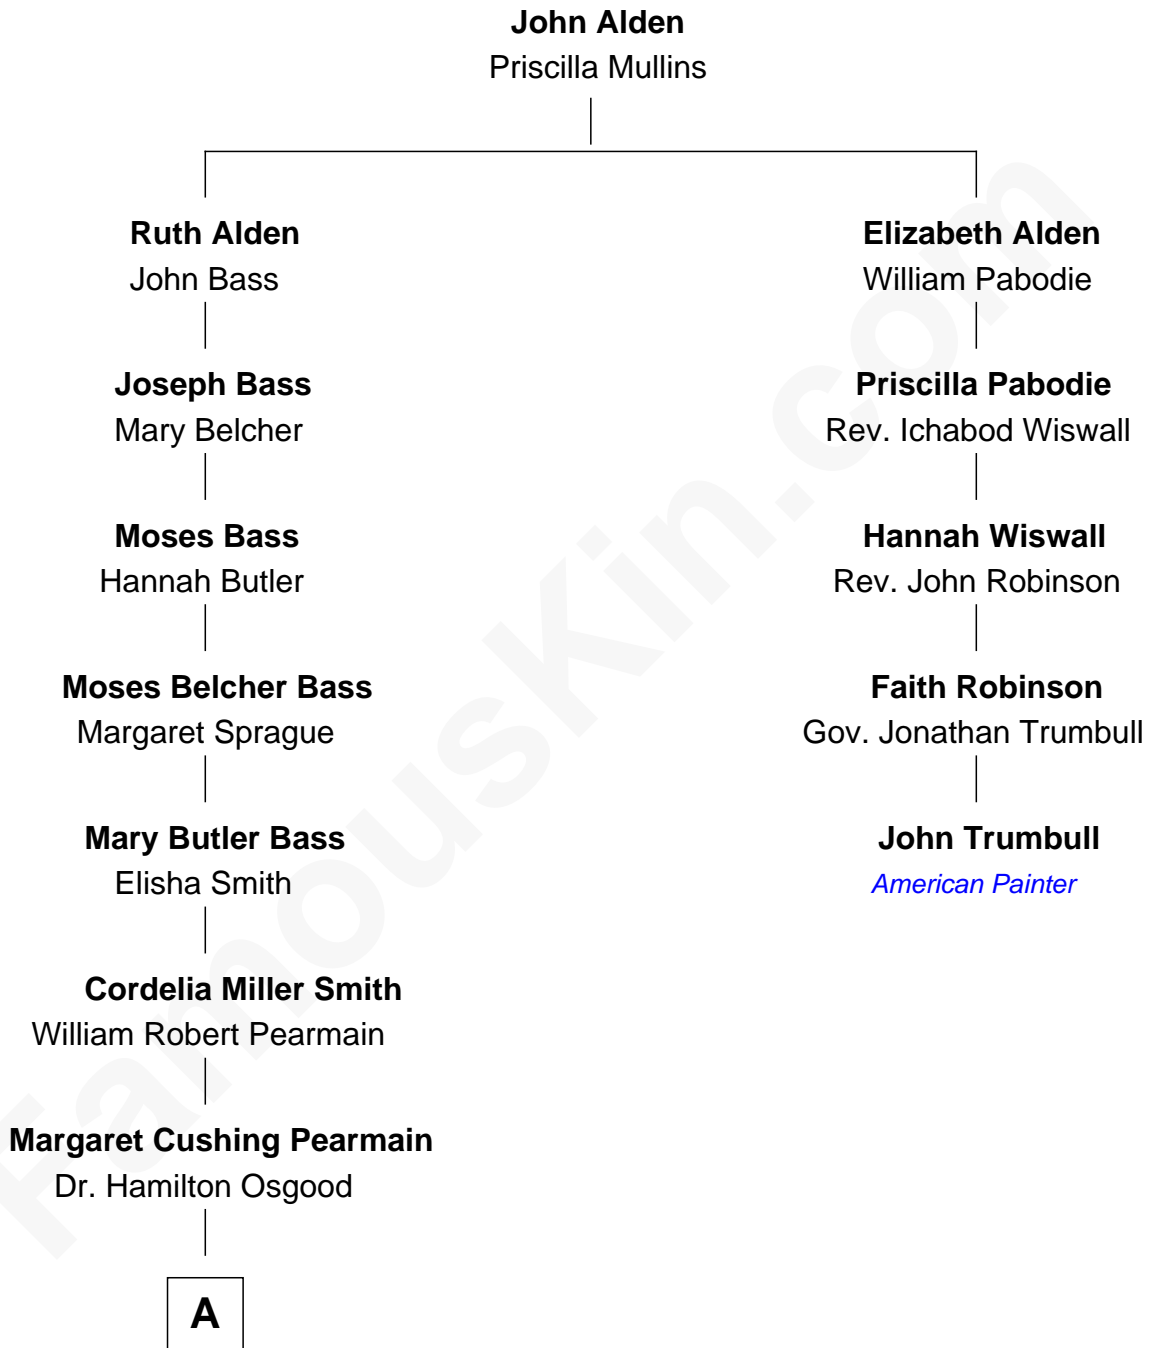 John Alden
Priscilla Mullins
Ruth Alden
John Bass
Elizabeth Alden
William Pabodie
Joseph Bass
Mary Belcher
Priscilla Pabodie
Rev. Ichabod Wiswall
Moses Bass
Hannah Butler
Hannah Wiswall
Rev. John Robinson
Moses Belcher Bass
Margaret Sprague
Faith Robinson
Gov. Jonathan Trumbull
Mary Butler Bass
Elisha Smith
John Trumbull
American Painter
Cordelia Miller Smith
William Robert Pearmain
Margaret Cushing Pearmain
Dr. Hamilton Osgood
A
FamousKin.com